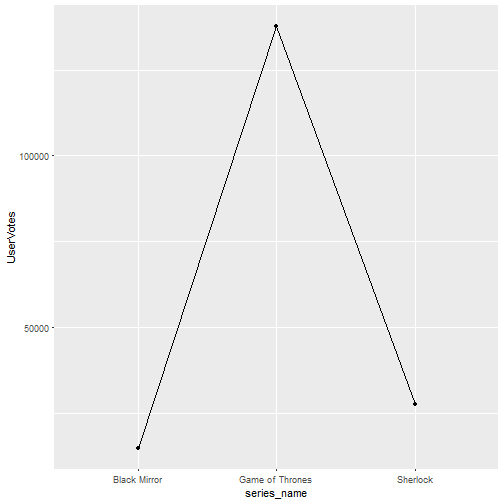 100000
50000
UserVotes
Black Mirror
Game of Thrones
Sherlock
series_name